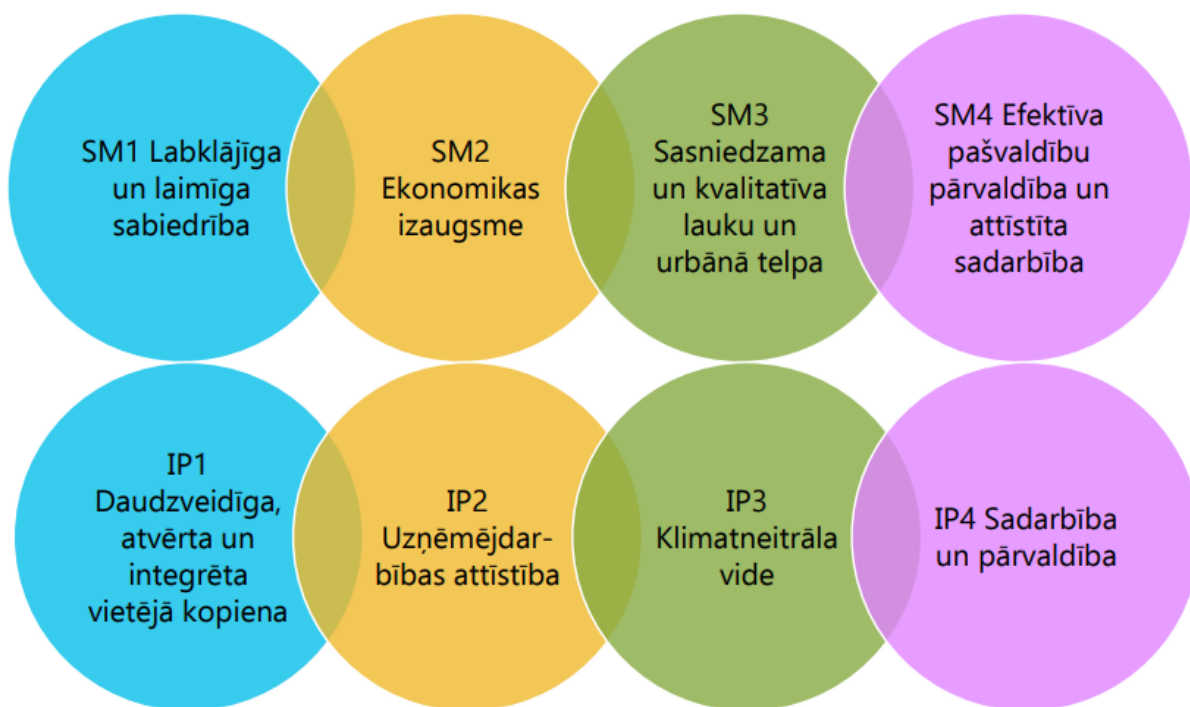 SM1 Labklājīga
un laimīga
sabiedrība
SM2
Ekonomikas
izaugsme
SM3
Sasniedzama
un kvalitatīva
lauku un
urbānā telpa
SM4 Efektīva
pašvaldību
pārvaldība un
attīstīta
sadarbība
IP1
Daudzveidīga,
atvērta un
integrēta
vietējā kopiena
IP2
Uzņēmējdar-
bības attīstība
IP3
Klimatneitrāla
vide
IP4 Sadarbība
un pārvaldība